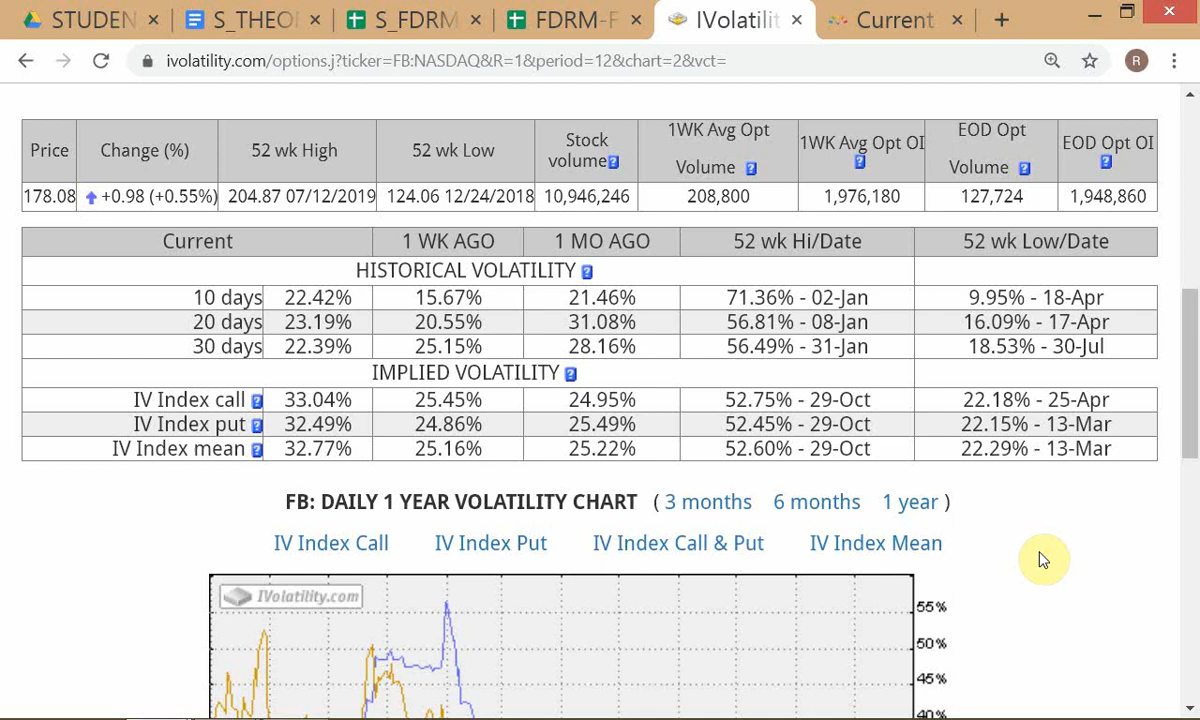 STUDEN × S_THEO × S_FDRM × FDRM-F × IVolatilit × Current ×
ivolatility.com/options.j?ticker=FB:NASDAQ&R=1&period=12&chart=2&vct=
R
Price Change (%) 52 wk High 52 wk Low Stock volume? 1WK Avg Opt Volume ? 1WK Avg Opt OI ? EOD Opt Volume ? EOD Opt OI ?
178.08 +0.98 (+0.55%) 204.87 07/12/2019 124.06 12/24/2018 10,946,246 208,800 1,976,180 127,724 1,948,860
Current 1 WK AGO 1 MO AGO 52 wk Hi/Date 52 wk Low/Date
HISTORICAL VOLATILITY ?
10 days 22.42% 15.67% 21.46% 71.36% - 02-Jan 9.95% - 18-Apr
20 days 23.19% 20.55% 31.08% 56.81% - 08-Jan 16.09% - 17-Apr
30 days 22.39% 25.15% 28.16% 56.49% - 31-Jan 18.53% - 30-Jul
IMPLIED VOLATILITY ?
IV Index call ? 33.04% 25.45% 24.95% 52.75% - 29-Oct 22.18% - 25-Apr
IV Index put ? 32.49% 24.86% 25.49% 52.45% - 29-Oct 22.15% - 13-Mar
IV Index mean ? 32.77% 25.16% 25.22% 52.60% - 29-Oct 22.29% - 13-Mar
FB: DAILY 1 YEAR VOLATILITY CHART ( 3 months 6 months 1 year )
IV Index Call IV Index Put IV Index Call & Put IV Index Mean
IVolatility.com
55%
50%
45%
40%